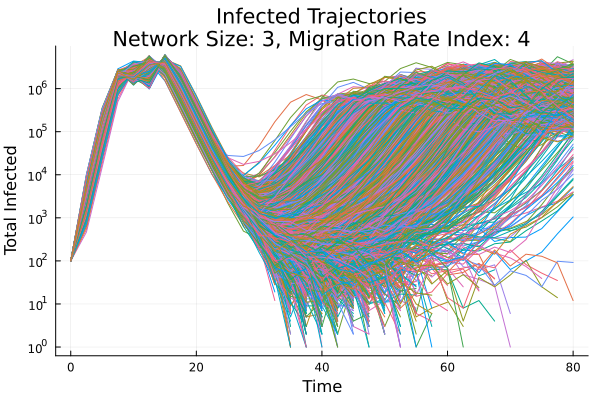 Infected Trajectories
Network Size: 3, Migration Rate Index: 4
Total Infected
10⁶
10⁵
10⁴
10³
10²
10¹
10⁰
0 20 40 60 80
Time